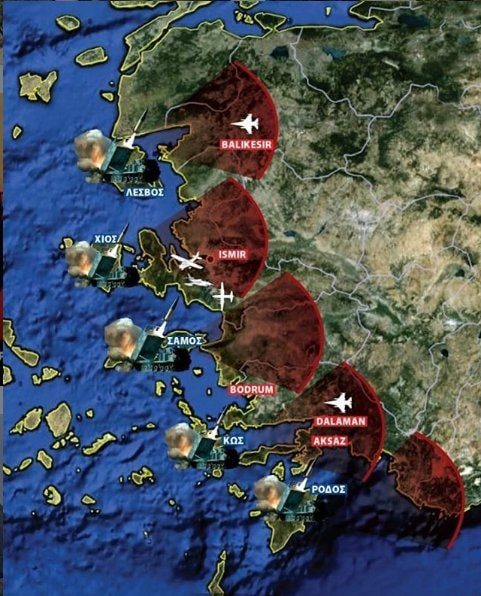 BALIKESIR
ΛΕΣΒΟΣ
ΧΙΟΣ
ISMIR
ΣΑΜΟΣ
BODRUM
DALAMAN
ΚΩΣ
AKSAZ
ΡΟΔΟΣ